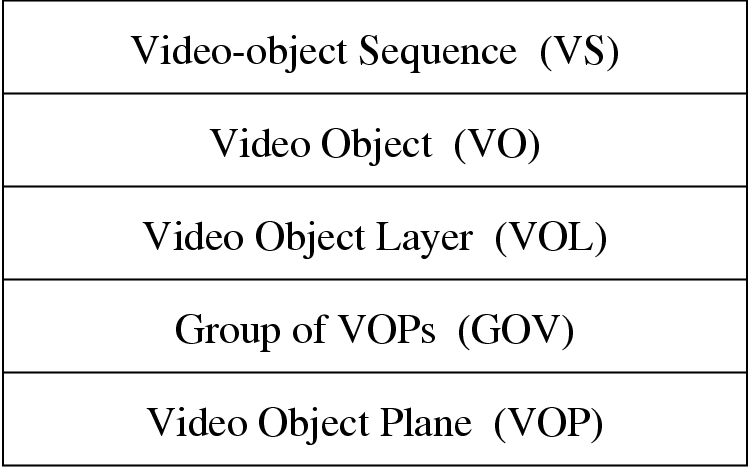 Video-object Sequence (VS)
Video Object (VO)
Video Object Layer (VOL)
Group of VOPs (GOV)
Video Object Plane (VOP)